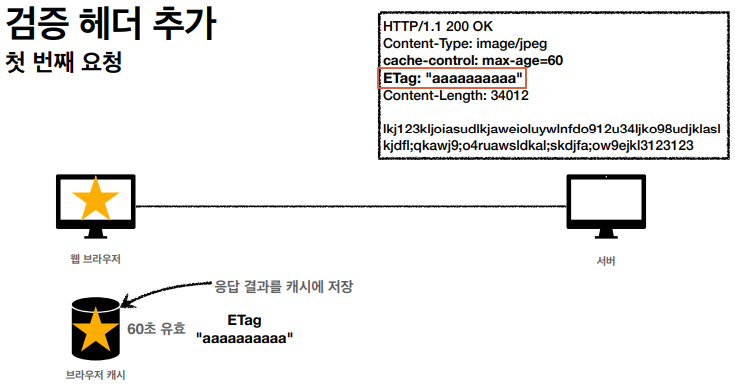 검증 헤더 추가
첫 번째 요청
HTTP/1.1 200 OK
Content-Type: image/jpeg
cache-control: max-age=60
ETag: "aaaaaaaaaa"
Content-Length: 34012
lkj123kljoiasudlkjaweioluywlnfdo912u34ljko98udjklasl
kjdfl;qkawj9;o4ruawsldkal;skdjfa;ow9ejkl3123123
웹 브라우저
서버
응답 결과를 캐시에 저장
60초 유효
ETag
"aaaaaaaaaa"
브라우저 캐시